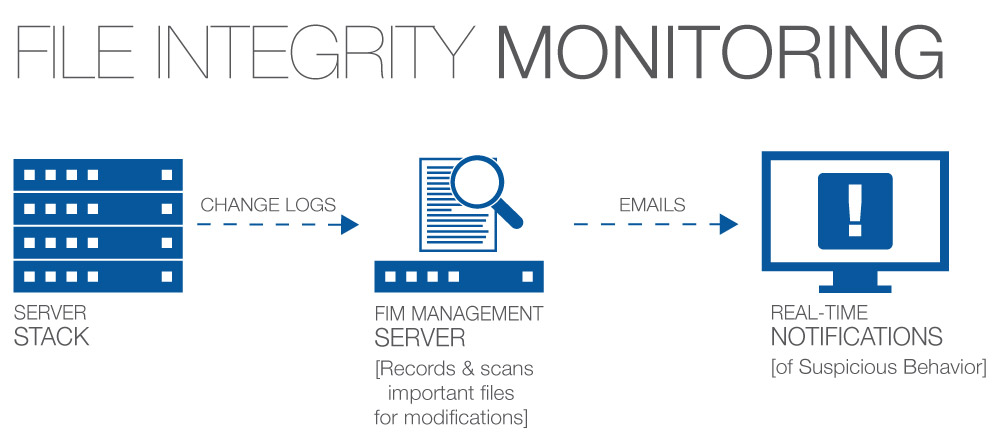 FILE INTEGRITY MONITORING
CHANGE LOGS
EMAILS
SERVER
STACK
FIM MANAGEMENT
SERVER
[Records & scans
important files
for modifications]
REAL-TIME
NOTIFICATIONS
[of Suspicious Behavior]